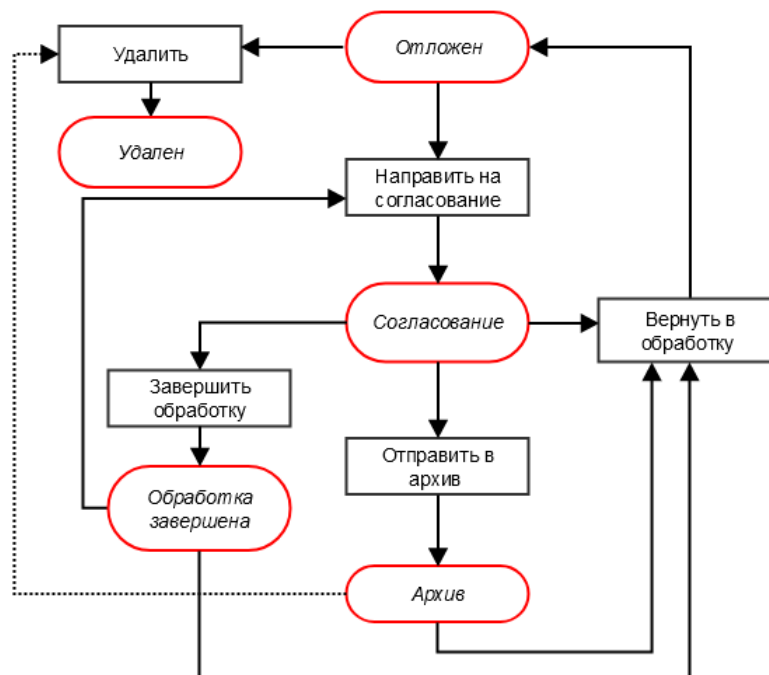 Удалить
Отложен
Удален
Направить на
согласование
Согласование
Вернуть в
обработку
Завершить
обработку
Отправить в
архив
Обработка
завершена
Архив